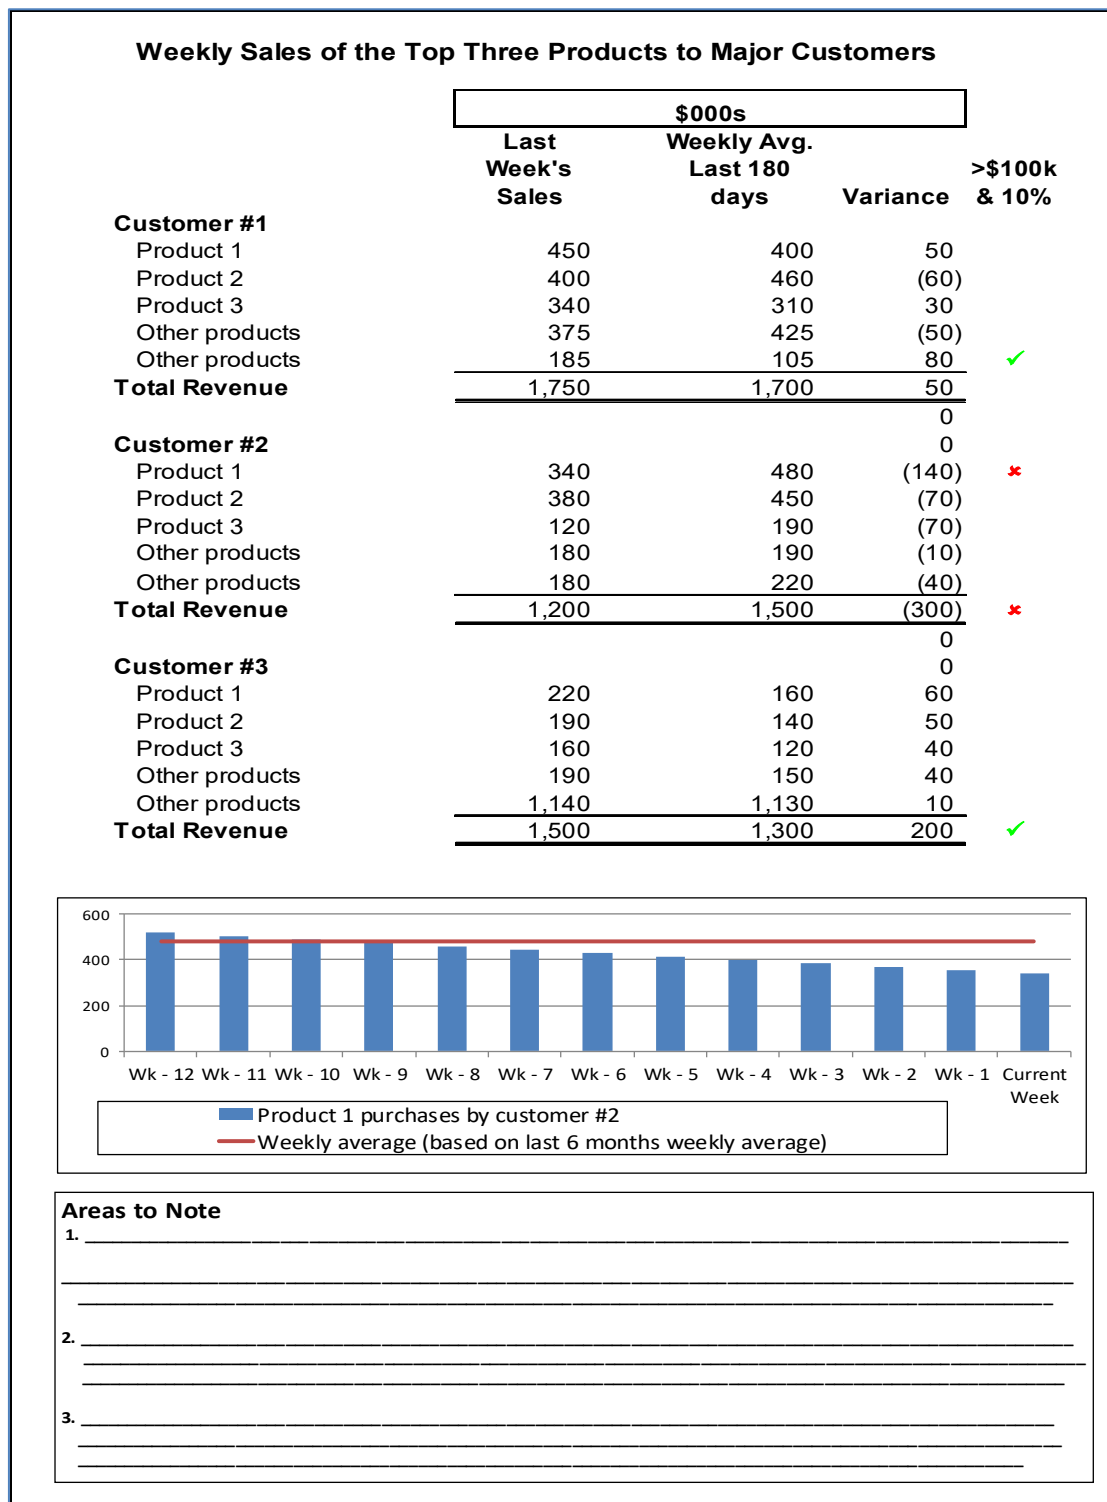 Weekly Sales of the Top Three Products to Major Customers
$000s
Last Week's Sales Weekly Avg. Last 180 days Variance >$100k & 10%
Customer #1
Product 1 450 400 50
Product 2 400 460 (60)
Product 3 340 310 30
Other products 375 425 (50)
Other products 185 105 80 ✓
Total Revenue 1,750 1,700 50
0
Customer #2 0
Product 1 340 480 (140) ✘
Product 2 380 450 (70)
Product 3 120 190 (70)
Other products 180 190 (10)
Other products 180 220 (40)
Total Revenue 1,200 1,500 (300) ✘
0
Customer #3 0
Product 1 220 160 60
Product 2 190 140 50
Product 3 160 120 40
Other products 190 150 40
Other products 1,140 1,130 10
Total Revenue 1,500 1,300 200 ✓
600
400
200
0
Wk - 12 Wk - 11 Wk - 10 Wk - 9 Wk - 8 Wk - 7 Wk - 6 Wk - 5 Wk - 4 Wk - 3 Wk - 2 Wk - 1 Current Week
Product 1 purchases by customer #2
Weekly average (based on last 6 months weekly average)
Areas to Note
1.
2.
3.